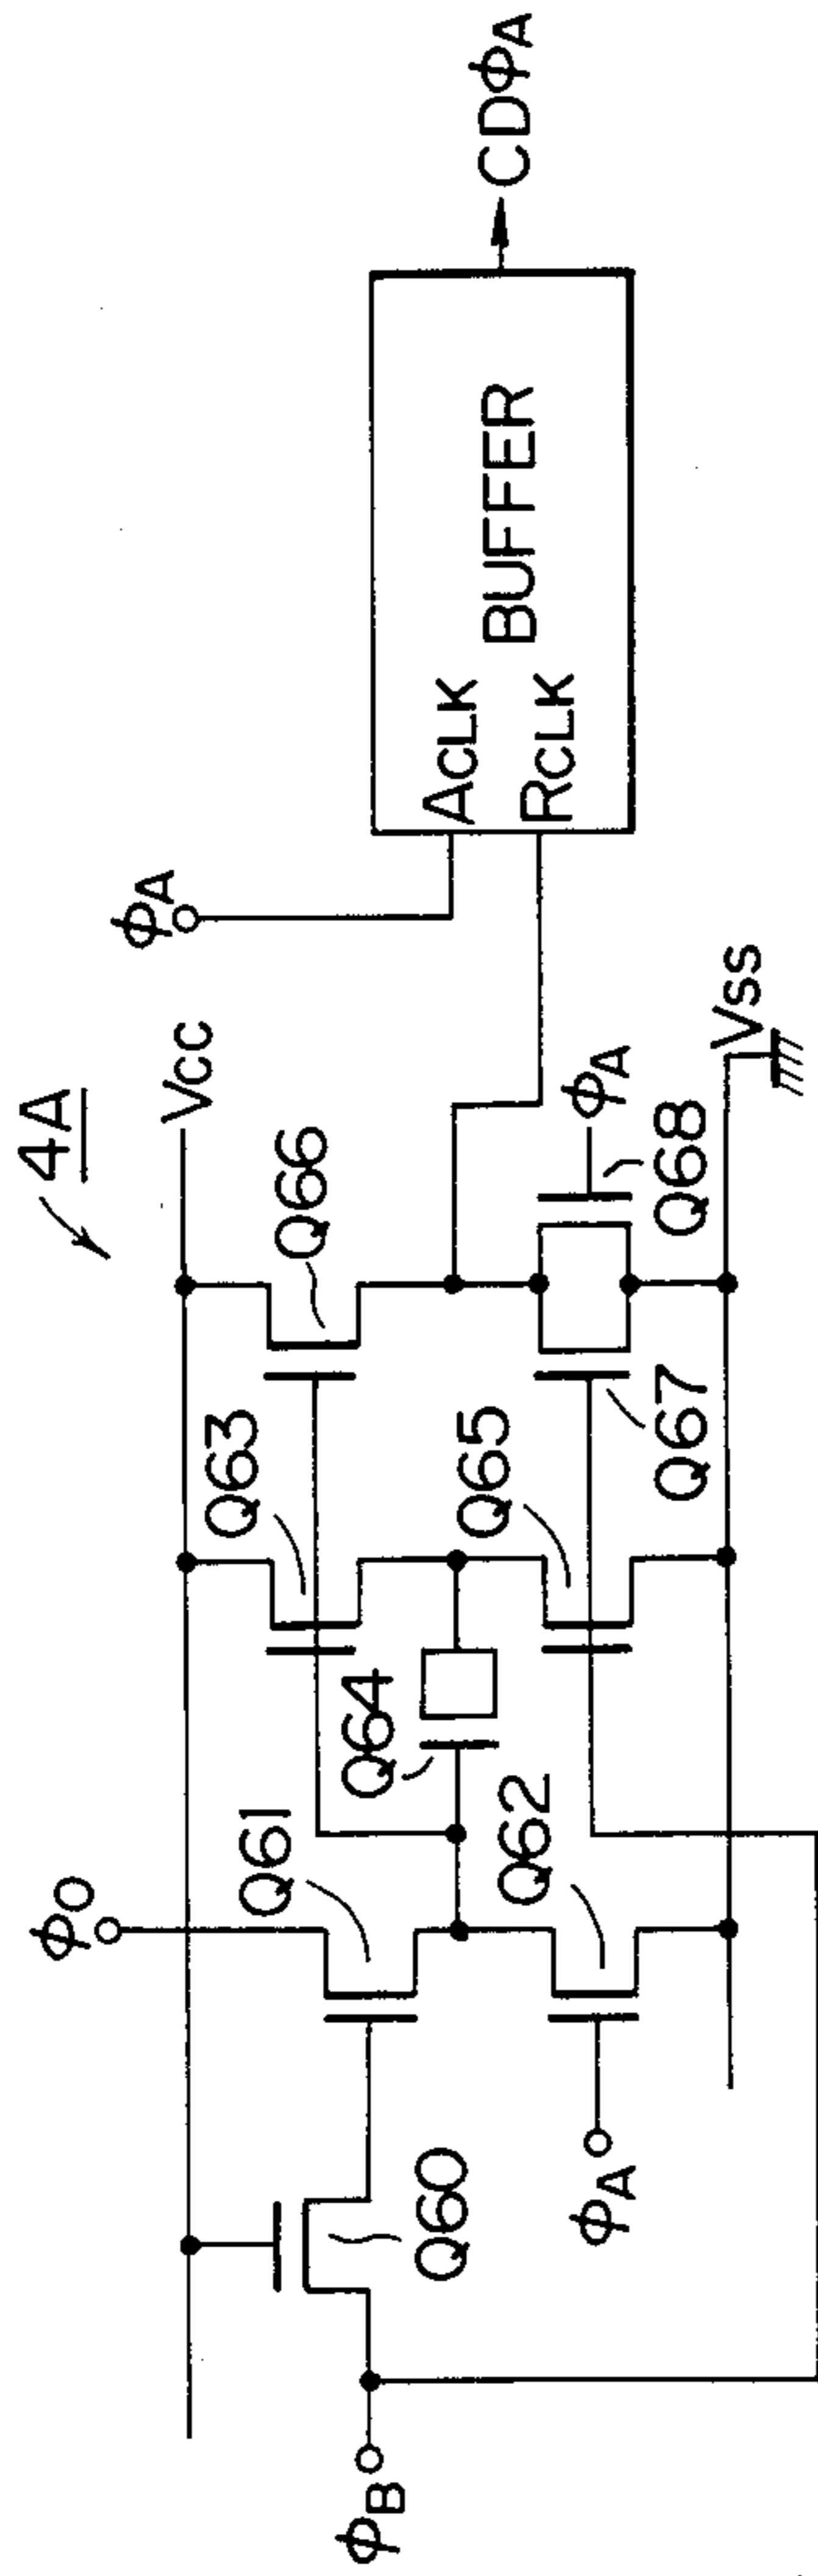 4A
VCC
VSS
φO
φB
φA
φA
φA
Q60
Q61
Q62
Q63
Q64
Q65
Q66
Q67
Q68
ACLK
RCLK
BUFFER
CDφA